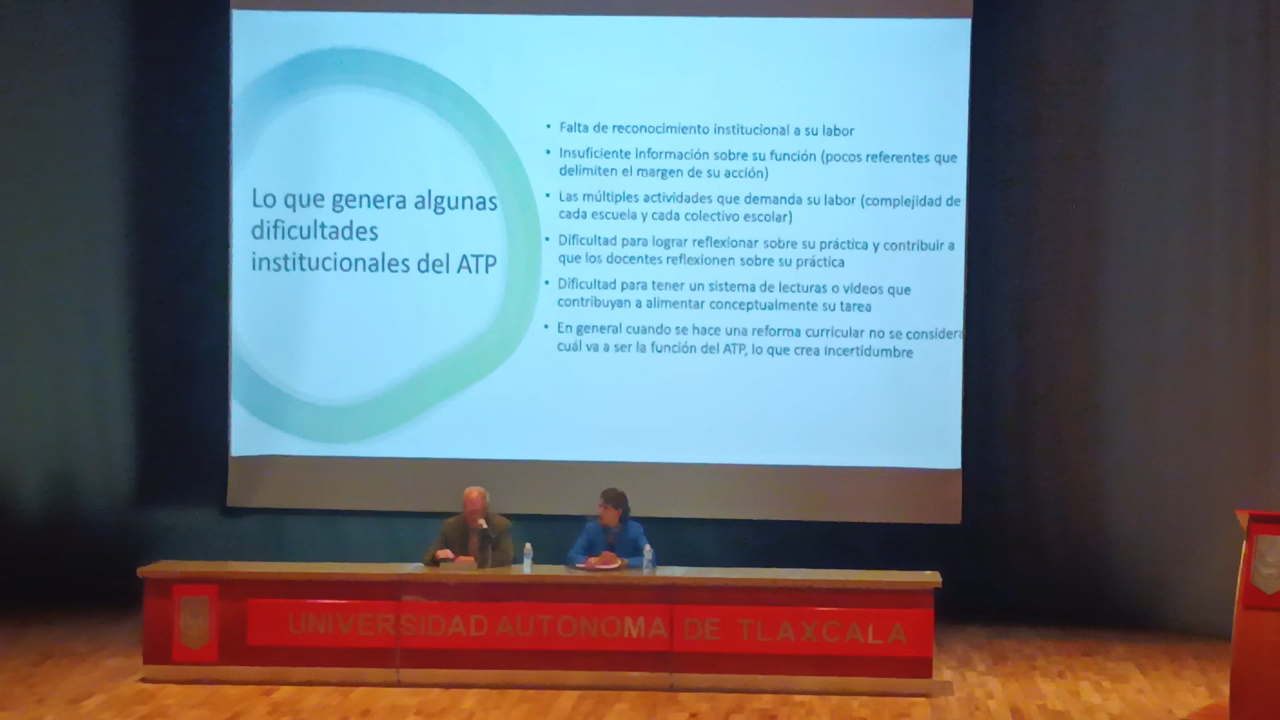 Lo que genera algunas
dificultades
institucionales del ATP
• Falta de reconocimiento institucional a su labor
• Insuficiente información sobre su función (pocos referentes que
delimiten el margen de su acción)
• Las múltiples actividades que demanda su labor (complejidad de
cada escuela y cada colectivo escolar)
• Dificultad para lograr reflexionar sobre su práctica y contribuir a
que los docentes reflexionen sobre su práctica
• Dificultad para tener un sistema de lecturas o videos que
contribuyan a alimentar conceptualmente su tarea
• En general cuando se hace una reforma curricular no se considera
cuál va a ser la función del ATP, lo que crea incertidumbre
UNIVERSIDAD AUTONOMA DE TLAXCALA